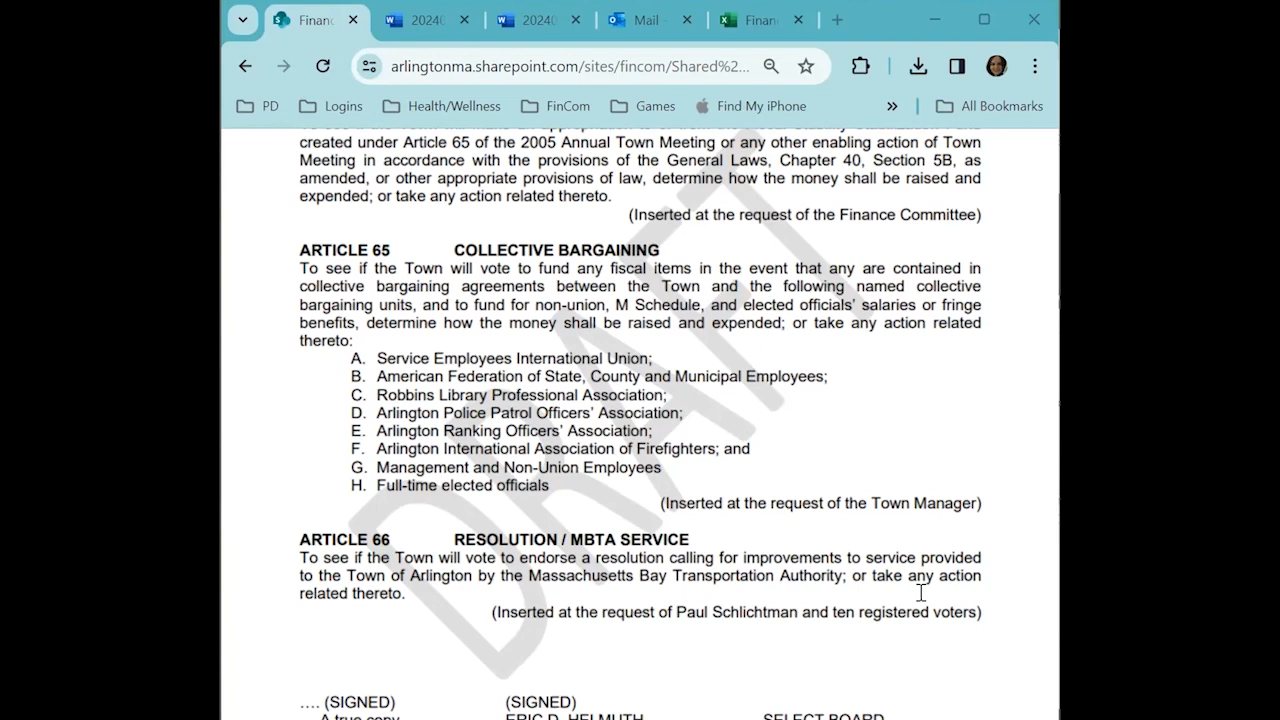 Financ
2024(
2024(
Mail -
Financ
arlingtonma.sharepoint.com/sites/fincom/Shared%2...
PD
Logins
Health/Wellness
FinCom
Games
Find My iPhone
»
All Bookmarks
created under Article 65 of the 2005 Annual Town Meeting or any other enabling action of Town
Meeting in accordance with the provisions of the General Laws, Chapter 40, Section 5B, as
amended, or other appropriate provisions of law, determine how the money shall be raised and
expended; or take any action related thereto.
(Inserted at the request of the Finance Committee)
ARTICLE 65 COLLECTIVE BARGAINING
To see if the Town will vote to fund any fiscal items in the event that any are contained in
collective bargaining agreements between the Town and the following named collective
bargaining units, and to fund for non-union, M Schedule, and elected officials' salaries or fringe
benefits, determine how the money shall be raised and expended; or take any action related
thereto:
A. Service Employees International Union;
B. American Federation of State, County and Municipal Employees;
C. Robbins Library Professional Association;
D. Arlington Police Patrol Officers' Association;
E. Arlington Ranking Officers' Association;
F. Arlington International Association of Firefighters; and
G. Management and Non-Union Employees
H. Full-time elected officials
(Inserted at the request of the Town Manager)
ARTICLE 66 RESOLUTION / MBTA SERVICE
To see if the Town will vote to endorse a resolution calling for improvements to service provided
to the Town of Arlington by the Massachusetts Bay Transportation Authority; or take any action
related thereto.
(Inserted at the request of Paul Schlichtman and ten registered voters)
DRAFT
.... (SIGNED) (SIGNED)
A true copy ERIC D. HELMUTH SELECT BOARD